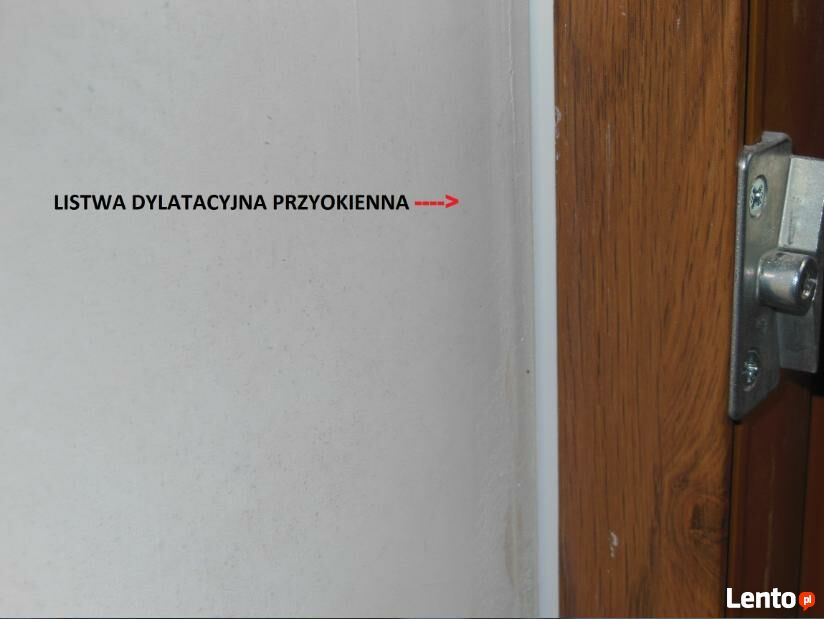 LISTWA DYLATACYJNA PRZYOKIENNA ---->
Lento pl